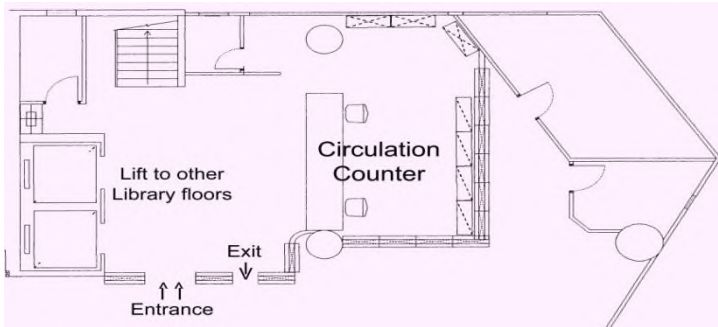 Circulation
Counter
Lift to other
Library floors
Exit
Entrance